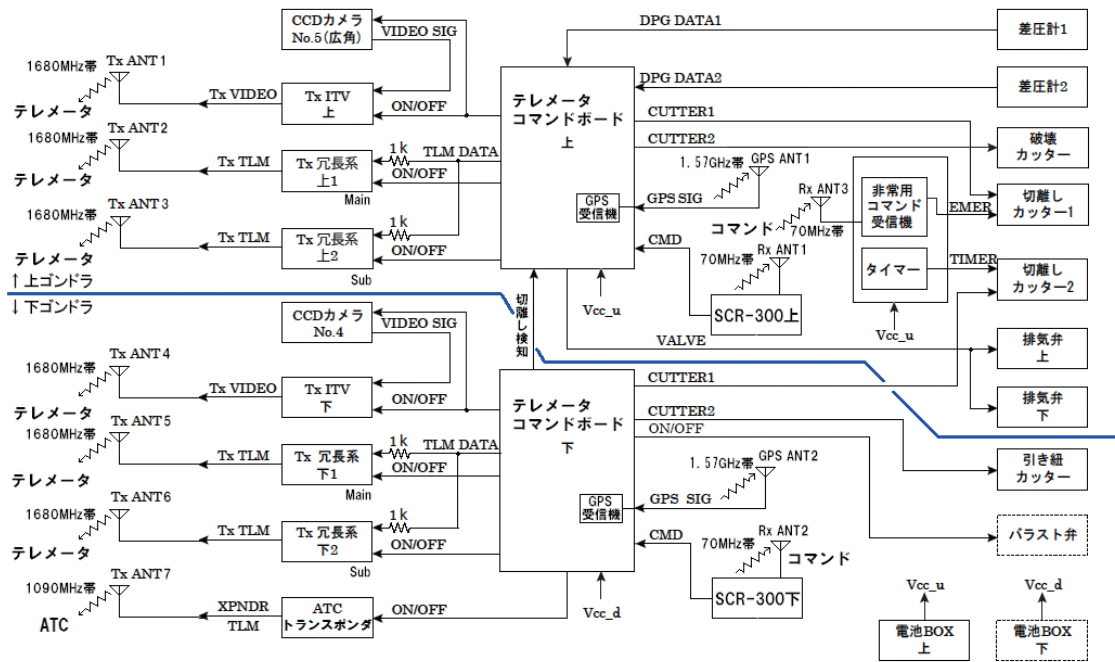 CCDカメラ
No.5(広角)
VIDEO SIG
Tx ANT1
1680MHz帯
テレメータ
Tx VIDEO
Tx ITV
上
ON/OFF
Tx ANT2
1680MHz帯
テレメータ
Tx TLM
Tx 冗長系
上1
Main
1k
TLM DATA
ON/OFF
Tx ANT3
1680MHz帯
テレメータ
Tx TLM
Tx 冗長系
上2
Sub
1k
ON/OFF
↑上ゴンドラ
↓下ゴンドラ
テレメータ
コマンドボード
上
GPS
受信機
DPG DATA1
差圧計1
DPG DATA2
差圧計2
CUTTER1
CUTTER2
破壊
カッター
1.57GHz帯
GPS ANT1
GPS SIG
Rx ANT3
コマンド
70MHz帯
非常用
コマンド
受信機
EMER
切離し
カッター1
CMD
70MHz帯
Rx ANT1
SCR-300上
タイマー
TIMER
切離し
カッター2
Vcc_u
Vcc_u
切離し検知
VALVE
排気弁
上
排気弁
下
CCDカメラ
No.4
VIDEO SIG
Tx ANT4
1680MHz帯
テレメータ
Tx VIDEO
Tx ITV
下
ON/OFF
Tx ANT5
1680MHz帯
テレメータ
Tx TLM
Tx 冗長系
下1
Main
1k
TLM DATA
ON/OFF
Tx ANT6
1680MHz帯
テレメータ
Tx TLM
Tx 冗長系
下2
Sub
1k
ON/OFF
Tx ANT7
1090MHz帯
ATC
XPNDR
TLM
ATC
トランスポンダ
ON/OFF
テレメータ
コマンドボード
下
GPS
受信機
CUTTER1
CUTTER2
ON/OFF
引き紐
カッター
1.57GHz帯
GPS ANT2
GPS SIG
CMD
70MHz帯
Rx ANT2
コマンド
SCR-300下
Vcc_d
バラスト弁
Vcc_u
電池BOX
上
Vcc_d
電池BOX
下